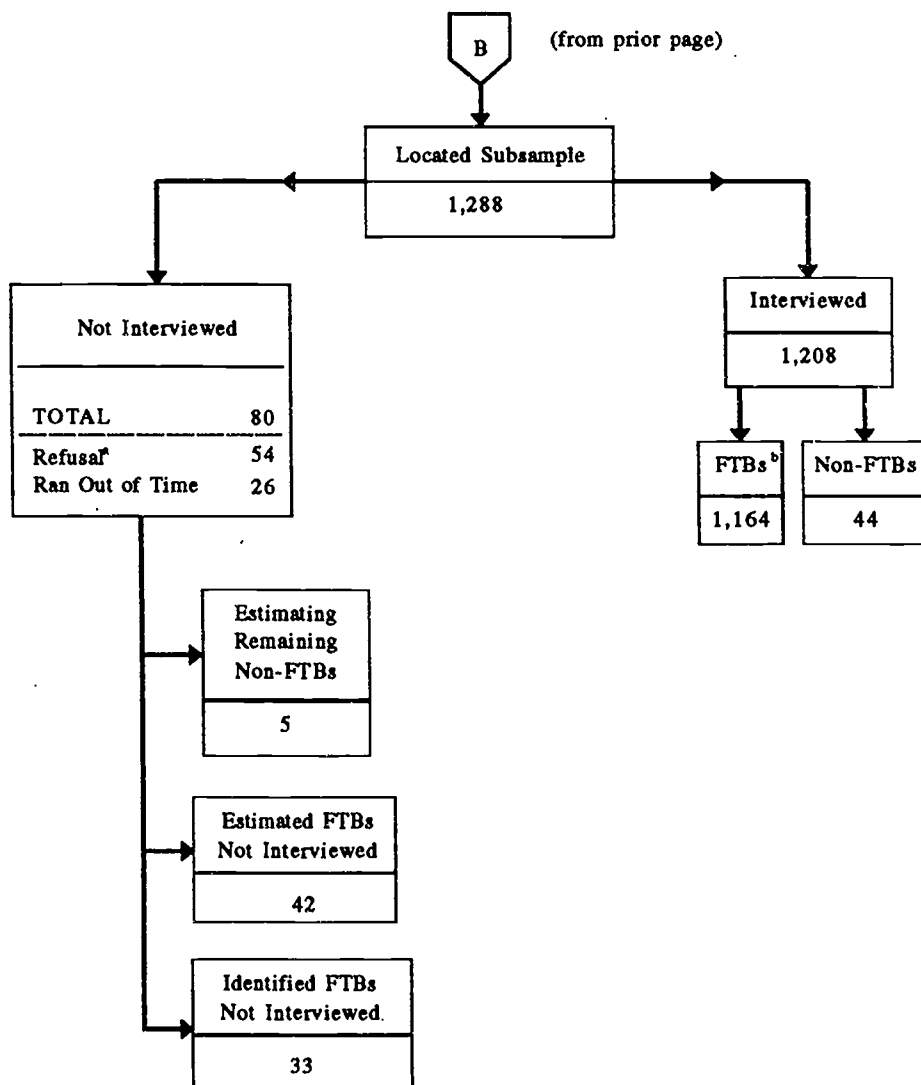 B
(from prior page)
Located Subsample
1,288
Not Interviewed
TOTAL 80
Refusalᵃ 54
Ran Out of Time 26
Interviewed
1,208
FTBsᵇ
1,164
Non-FTBs
44
Estimating
Remaining
Non-FTBs
5
Estimated FTBs
Not Interviewed
42
Identified FTBs
Not Interviewed.
33